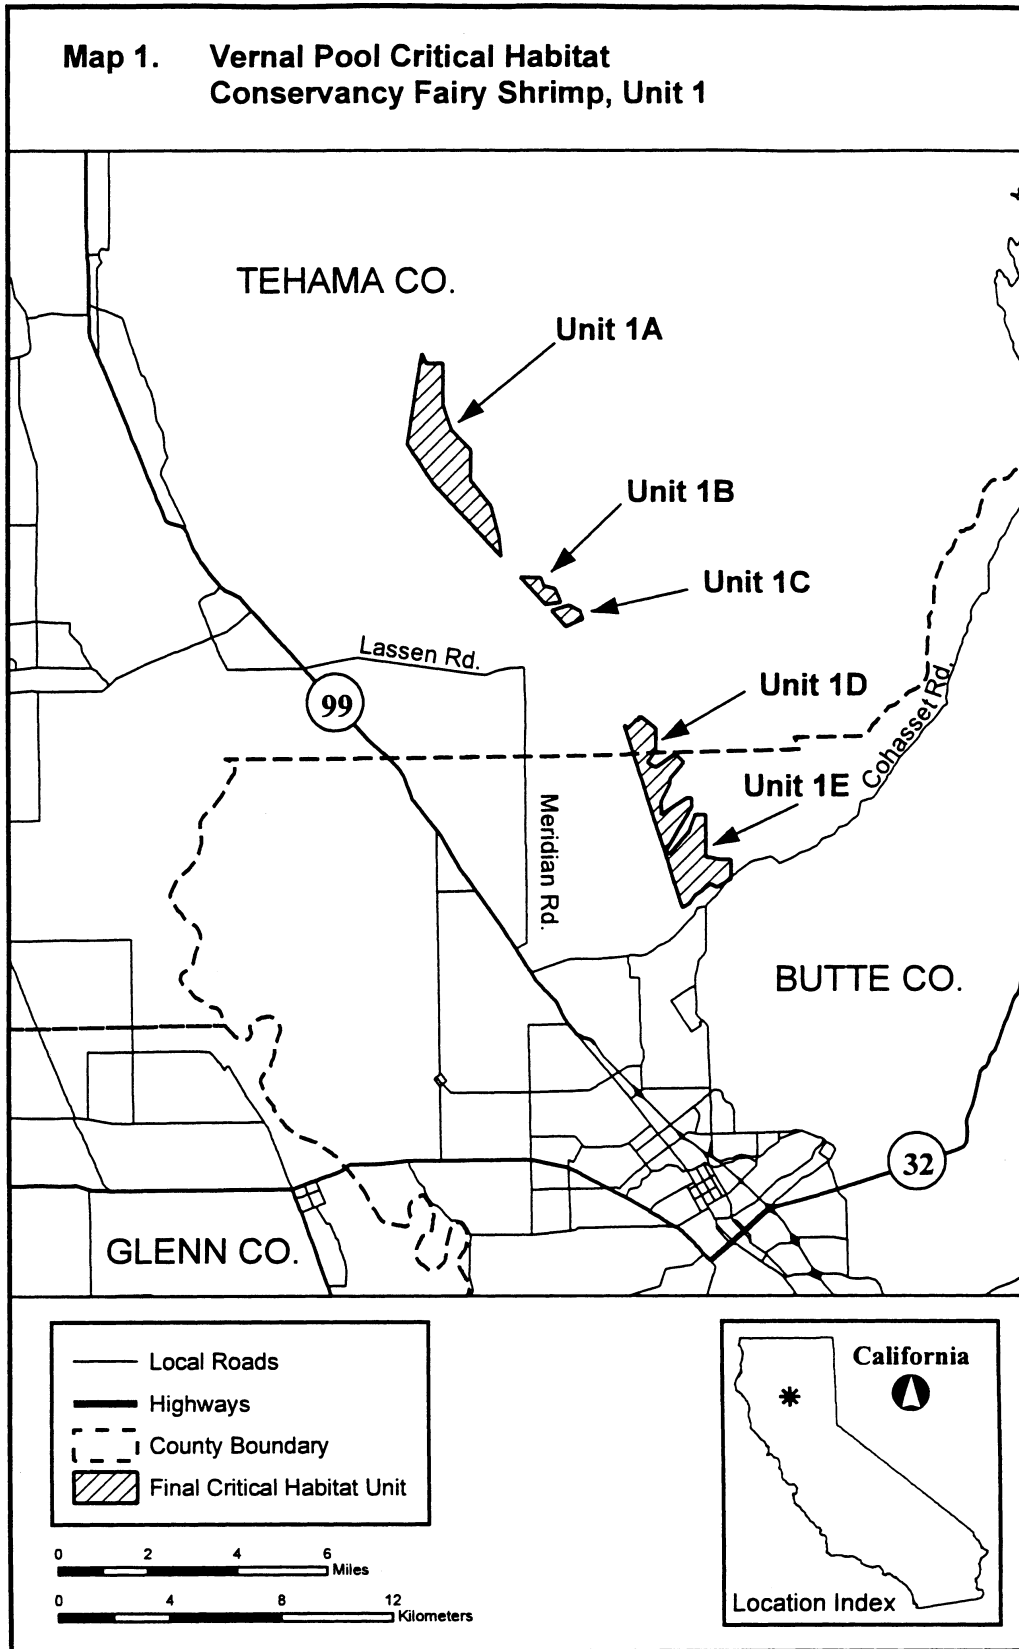 Map 1. Vernal Pool Critical Habitat
Conservancy Fairy Shrimp, Unit 1
TEHAMA CO.
Unit 1A
Unit 1B
Unit 1C
Lassen Rd.
Unit 1D
99
Cohasset Rd.
Unit 1E
Meridian Rd.
BUTTE CO.
32
GLENN CO.
Local Roads
Highways
County Boundary
Final Critical Habitat Unit
0 2 4 6
Miles
0 4 8 12
Kilometers
California
Location Index